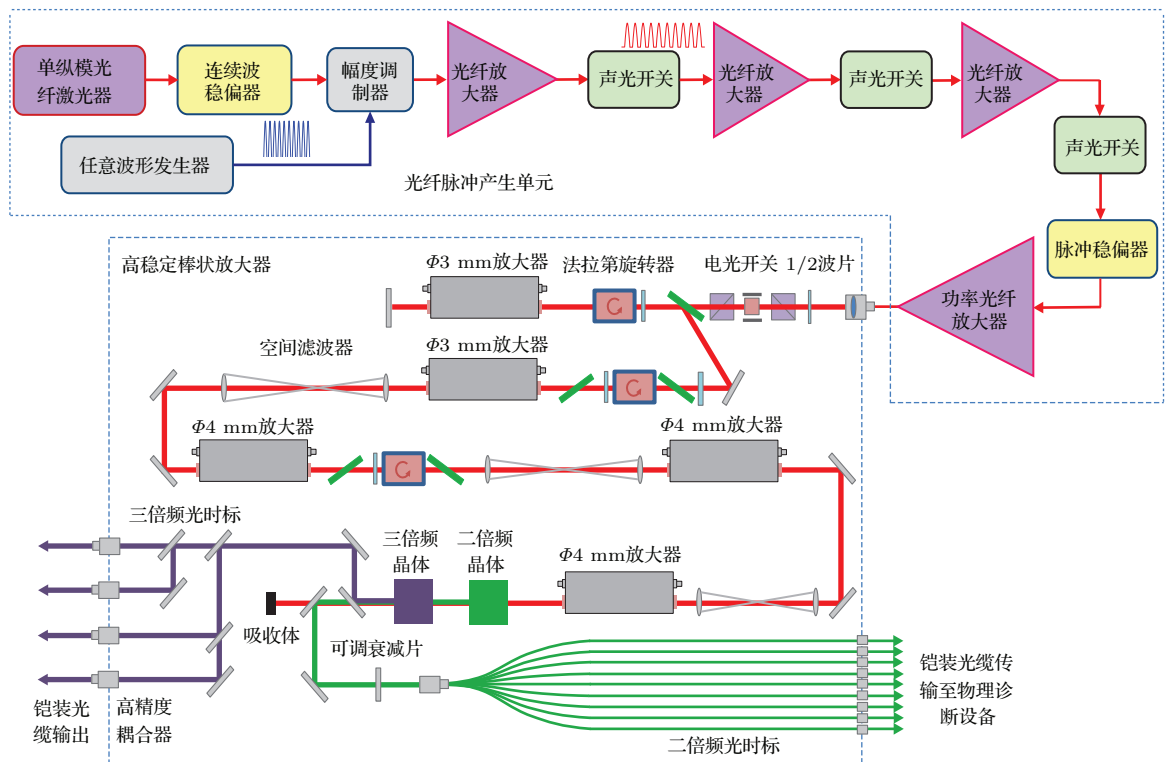 单纵模光
纤激光器
连续波
稳偏器
幅度调
制器
光纤放
大器
声光开关
光纤放
大器
声光开关
光纤放
大器
任意波形发生器
声光开关
光纤脉冲产生单元
脉冲稳偏器
功率光纤
放大器
高稳定棒状放大器
Φ3 mm放大器
法拉第旋转器
电光开关 1/2波片
空间滤波器
Φ3 mm放大器
Φ4 mm放大器
Φ4 mm放大器
三倍频光时标
三倍频
晶体
二倍频
晶体
Φ4 mm放大器
吸收体
可调衰减片
铠装光缆传
输至物理诊
断设备
铠装光
缆输出
高精度
耦合器
二倍频光时标